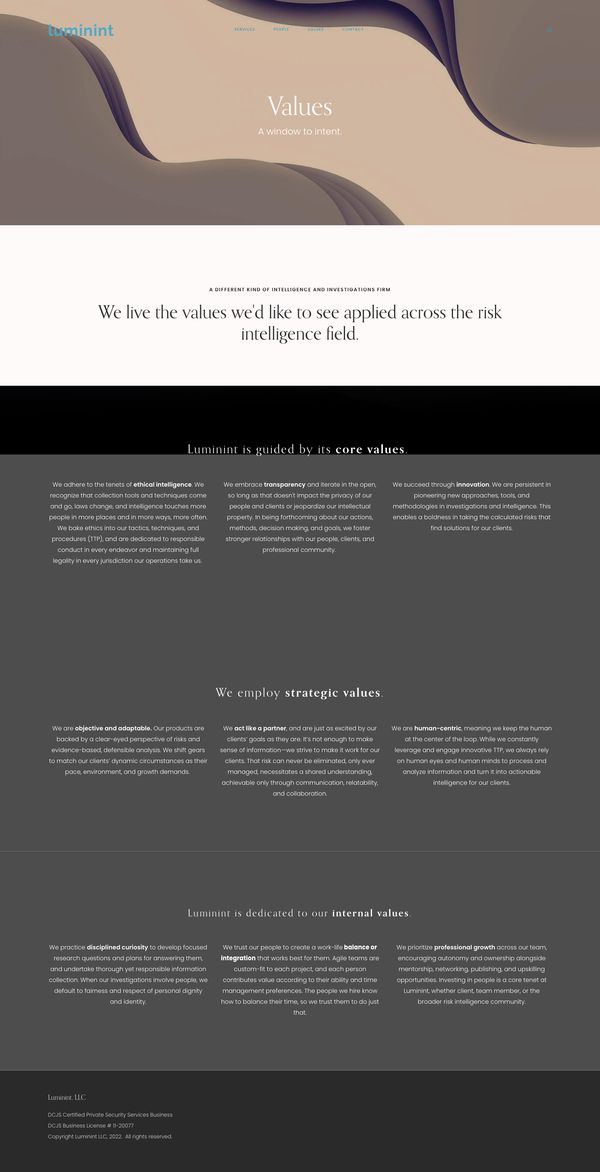 luminint
SERVICES PEOPLE VALUES CONTACT
Values
A window to intent.
A DIFFERENT KIND OF INTELLIGENCE AND INVESTIGATIONS FIRM
We live the values we'd like to see applied across the risk
intelligence field.
Luminint is guided by its core values.
We adhere to the tenets of ethical intelligence. We
recognize that collection tools and techniques come
and go, laws change, and intelligence touches more
people in more places and in more ways, more often.
We bake ethics into our tactics, techniques, and
procedures (TTP), and are dedicated to responsible
conduct in every endeavor and maintaining full
legality in every jurisdiction our operations take us.
We embrace transparency and iterate in the open,
so long as that doesn't impact the privacy of our
people and clients or jeopardize our intellectual
property. In being forthcoming about our actions,
methods, decision making, and goals, we foster
stronger relationships with our people, clients, and
professional community.
We succeed through innovation. We are persistent in
pioneering new approaches, tools, and
methodologies in investigations and intelligence. This
enables a boldness in taking the calculated risks that
find solutions for our clients.
We employ strategic values.
We are objective and adaptable. Our products are
backed by a clear-eyed perspective of risks and
evidence-based, defensible analysis. We shift gears
to match our clients' dynamic circumstances as their
pace, environment, and growth demands.
We act like a partner, and are just as excited by our
clients' goals as they are. It's not enough to make
sense of information—we strive to make it work for our
clients. That risk can never be eliminated, only ever
managed, necessitates a shared understanding,
achievable only through communication, relatability,
and collaboration.
We are human-centric, meaning we keep the human
at the center of the loop. While we constantly
leverage and engage innovative TTP, we always rely
on human eyes and human minds to process and
analyze information and turn it into actionable
intelligence for our clients.
Luminint is dedicated to our internal values.
We practice disciplined curiosity to develop focused
research questions and plans for answering them,
and undertake thorough yet responsible information
collection. When our investigations involve people, we
default to fairness and respect of personal dignity
and identity.
We trust our people to create a work-life balance or
integration that works best for them. Agile teams are
custom-fit to each project, and each person
contributes value according to their ability and time
management preferences. The people we hire know
how to balance their time, so we trust them to do just
that.
We prioritize professional growth across our team,
encouraging autonomy and ownership alongside
mentorship, networking, publishing, and upskilling
opportunities. Investing in people is a core tenet at
Luminint, whether client, team member, or the
broader risk intelligence community.
Luminint, LLC
DCJS Certified Private Security Services Business
DCJS Business License # 11-20077
Copyright Luminint LLC, 2022. All rights reserved.